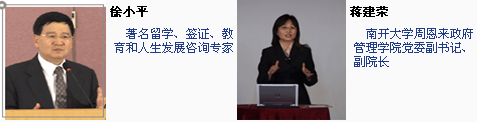 徐小平
著名留学、签证、教
育和人生发展咨询专家
蒋建荣
南开大学周恩来政府
管理学院党委副书记、
副院长